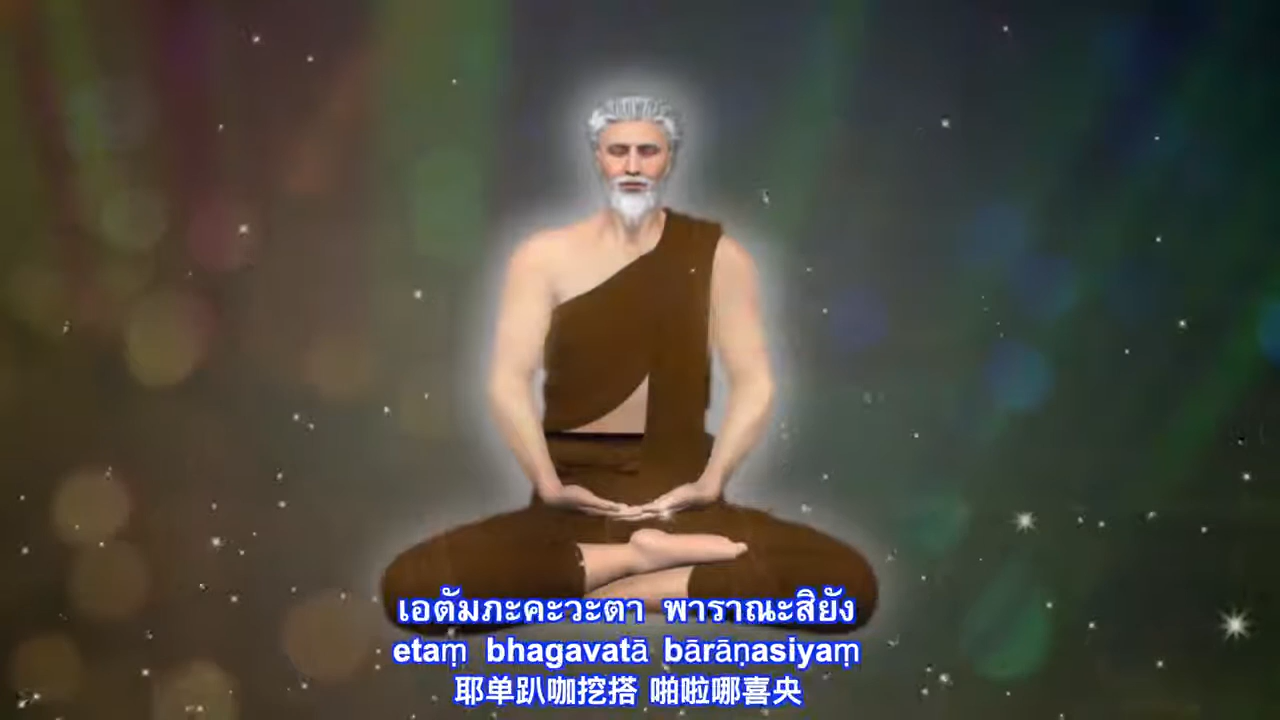 เอตัมภะคะวะตา พาราณะสิยัง
etaṃ bhagavatā bārāṇasiyaṃ
耶单趴咖挖搭 啪啦哪喜央